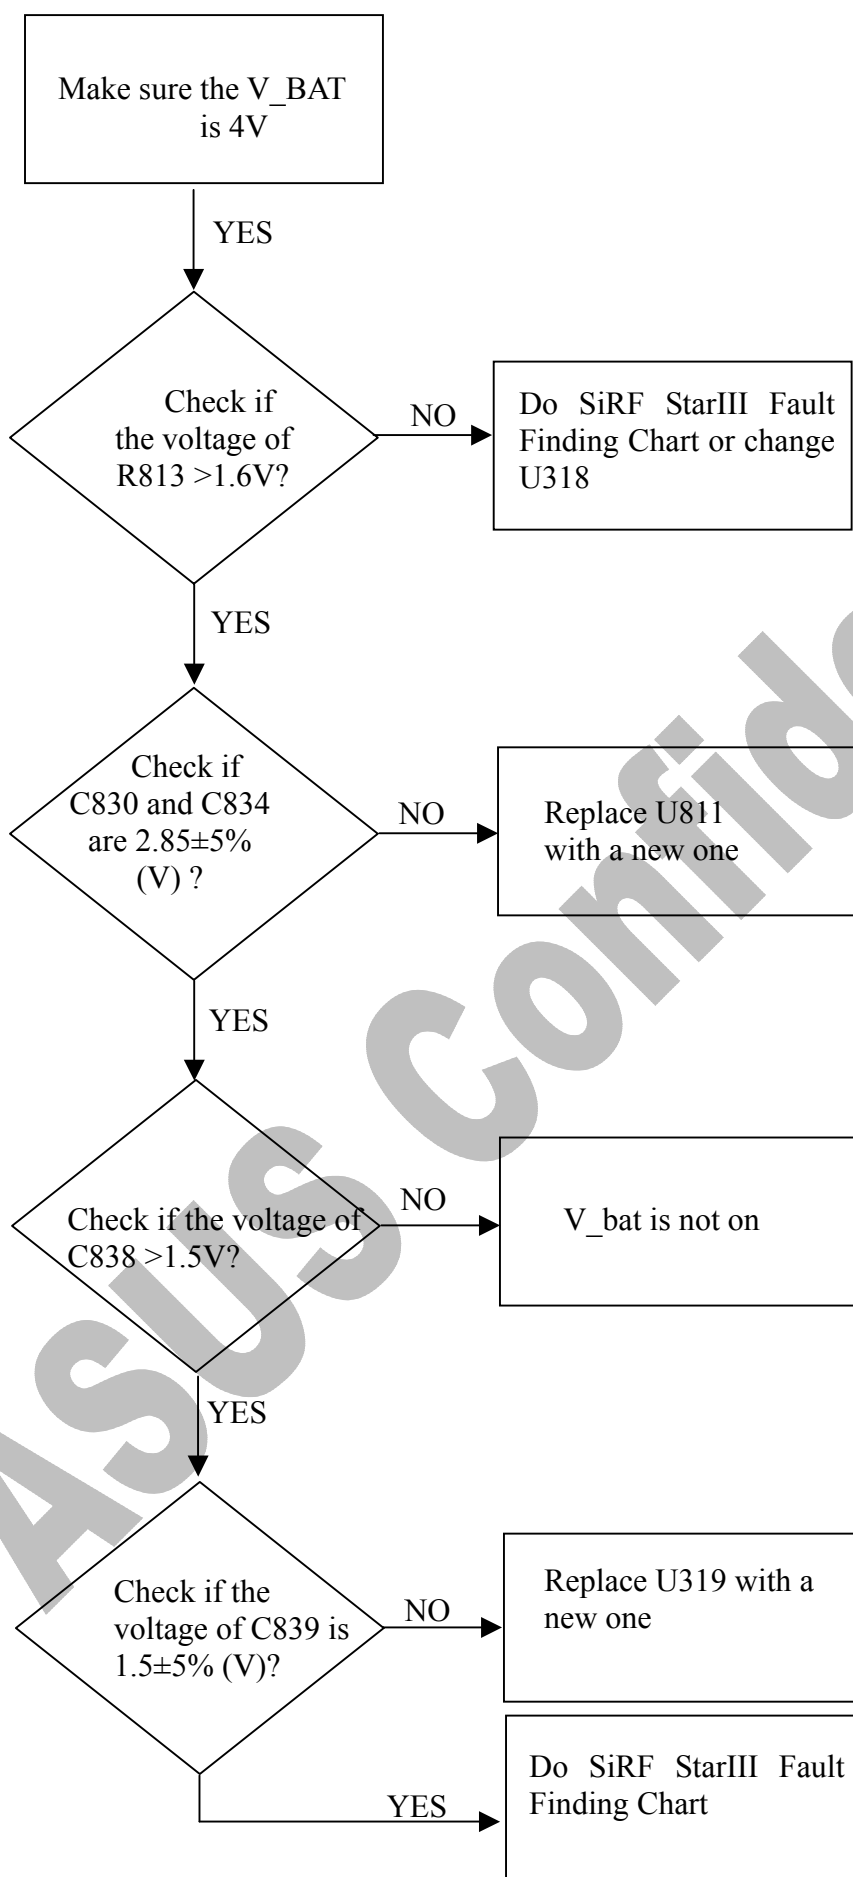 Make sure the V_BAT
is 4V
YES
Check if
the voltage of
R813 >1.6V?
NO
Do SiRF StarIII Fault
Finding Chart or change
U318
YES
Check if
C830 and C834
are 2.85±5%
(V) ?
NO
Replace U811
with a new one
YES
Check if the voltage of
C838 >1.5V?
NO
V_bat is not on
YES
Check if the
voltage of C839 is
1.5±5% (V)?
NO
Replace U319 with a
new one
YES
Do SiRF StarIII Fault
Finding Chart
ASUS Confide